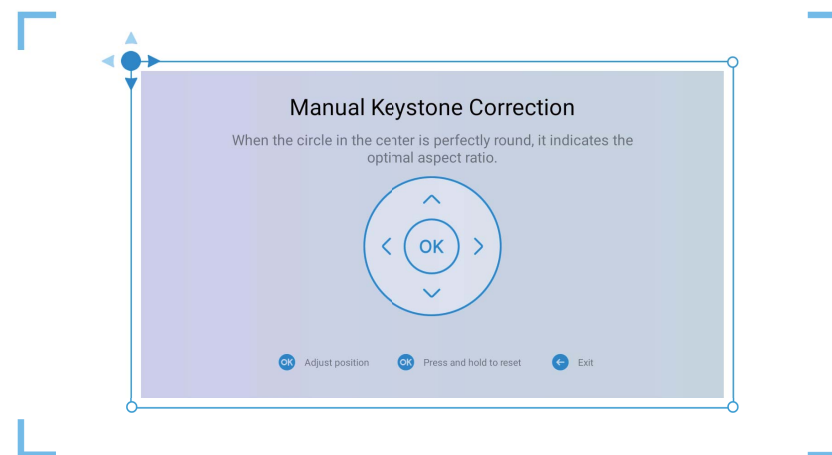 Manual Keystone Correction
When the circle in the center is perfectly round, it indicates the
optimal aspect ratio.
OK
OK Adjust position OK Press and hold to reset Exit